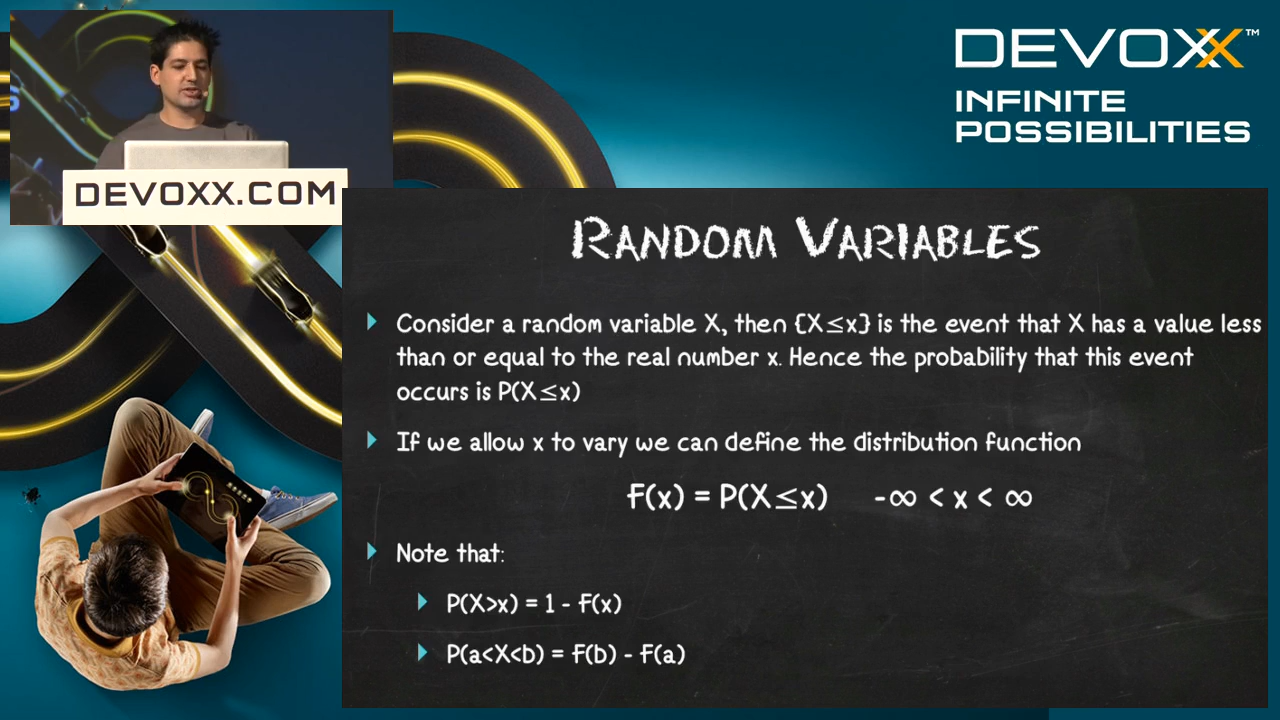 DEVOXX™
INFINITE
POSSIBILITIES
DEVOXX.COM
RANDOM VARIABLES
Consider a random variable X, then {X≤x} is the event that X has a value less
than or equal to the real number x. Hence the probability that this event
occurs is P(X≤x)
If we allow x to vary we can define the distribution function
F(x) = P(X≤x) -∞ < x < ∞
Note that:
P(X>x) = 1 - F(x)
P(a<X<b) = F(b) - F(a)